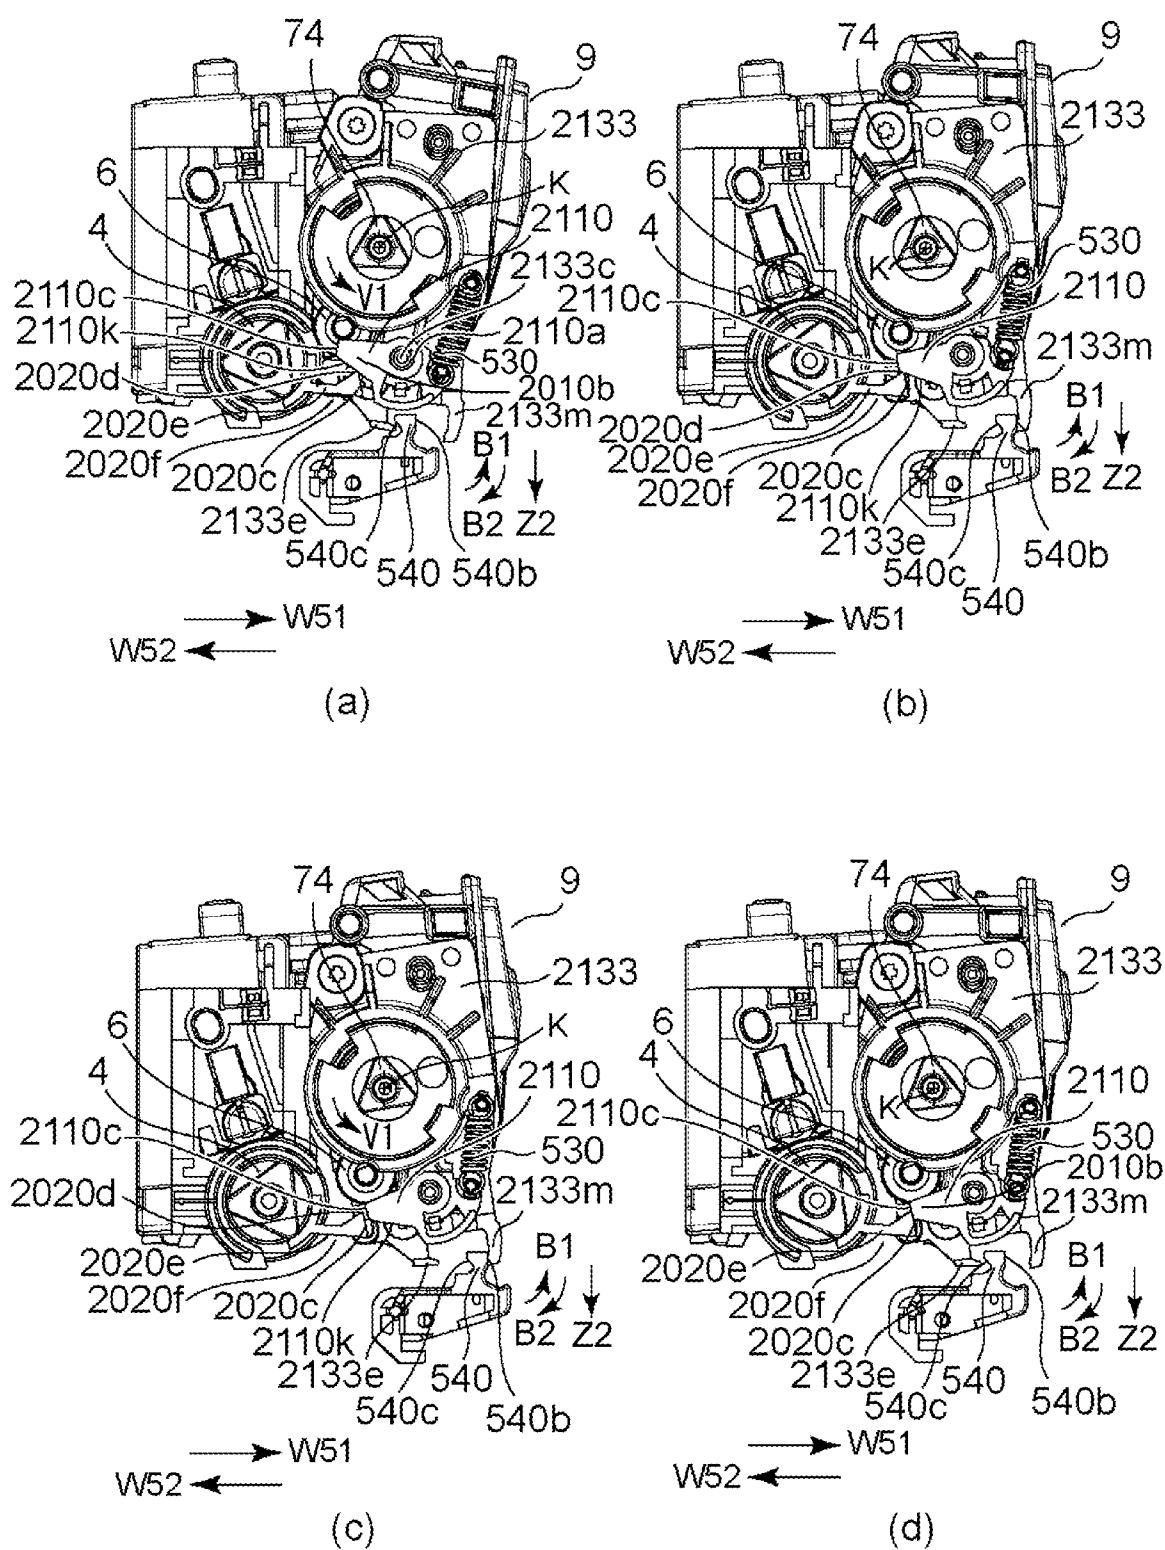 74
9
2133
6
K
4
2110
2133c
V1
2110c
2110k
2110a
530
2020d
2010b
2020e
2133m
2020f
2020c
B1
2133e
B2
Z2
540c
540
540b
W51
W52
(a)
74
9
2133
6
4
K
530
2110c
2110
2133m
2020d
B1
2020e
2020c
B2
Z2
2020f
2110k
2133e
540c
540b
540
W51
W52
(b)
74
9
2133
6
K
4
2110
2110c
V1
530
2020d
2133m
2020e
B1
2020f
2020c
B2
Z2
2110k
2133e
540
540c
540b
W51
W52
(c)
74
9
2133
6
4
K
2110
2110c
530
2010b
2133m
2020e
B1
2020f
B2
Z2
2020c
2133e
540
540c
540b
W51
W52
(d)